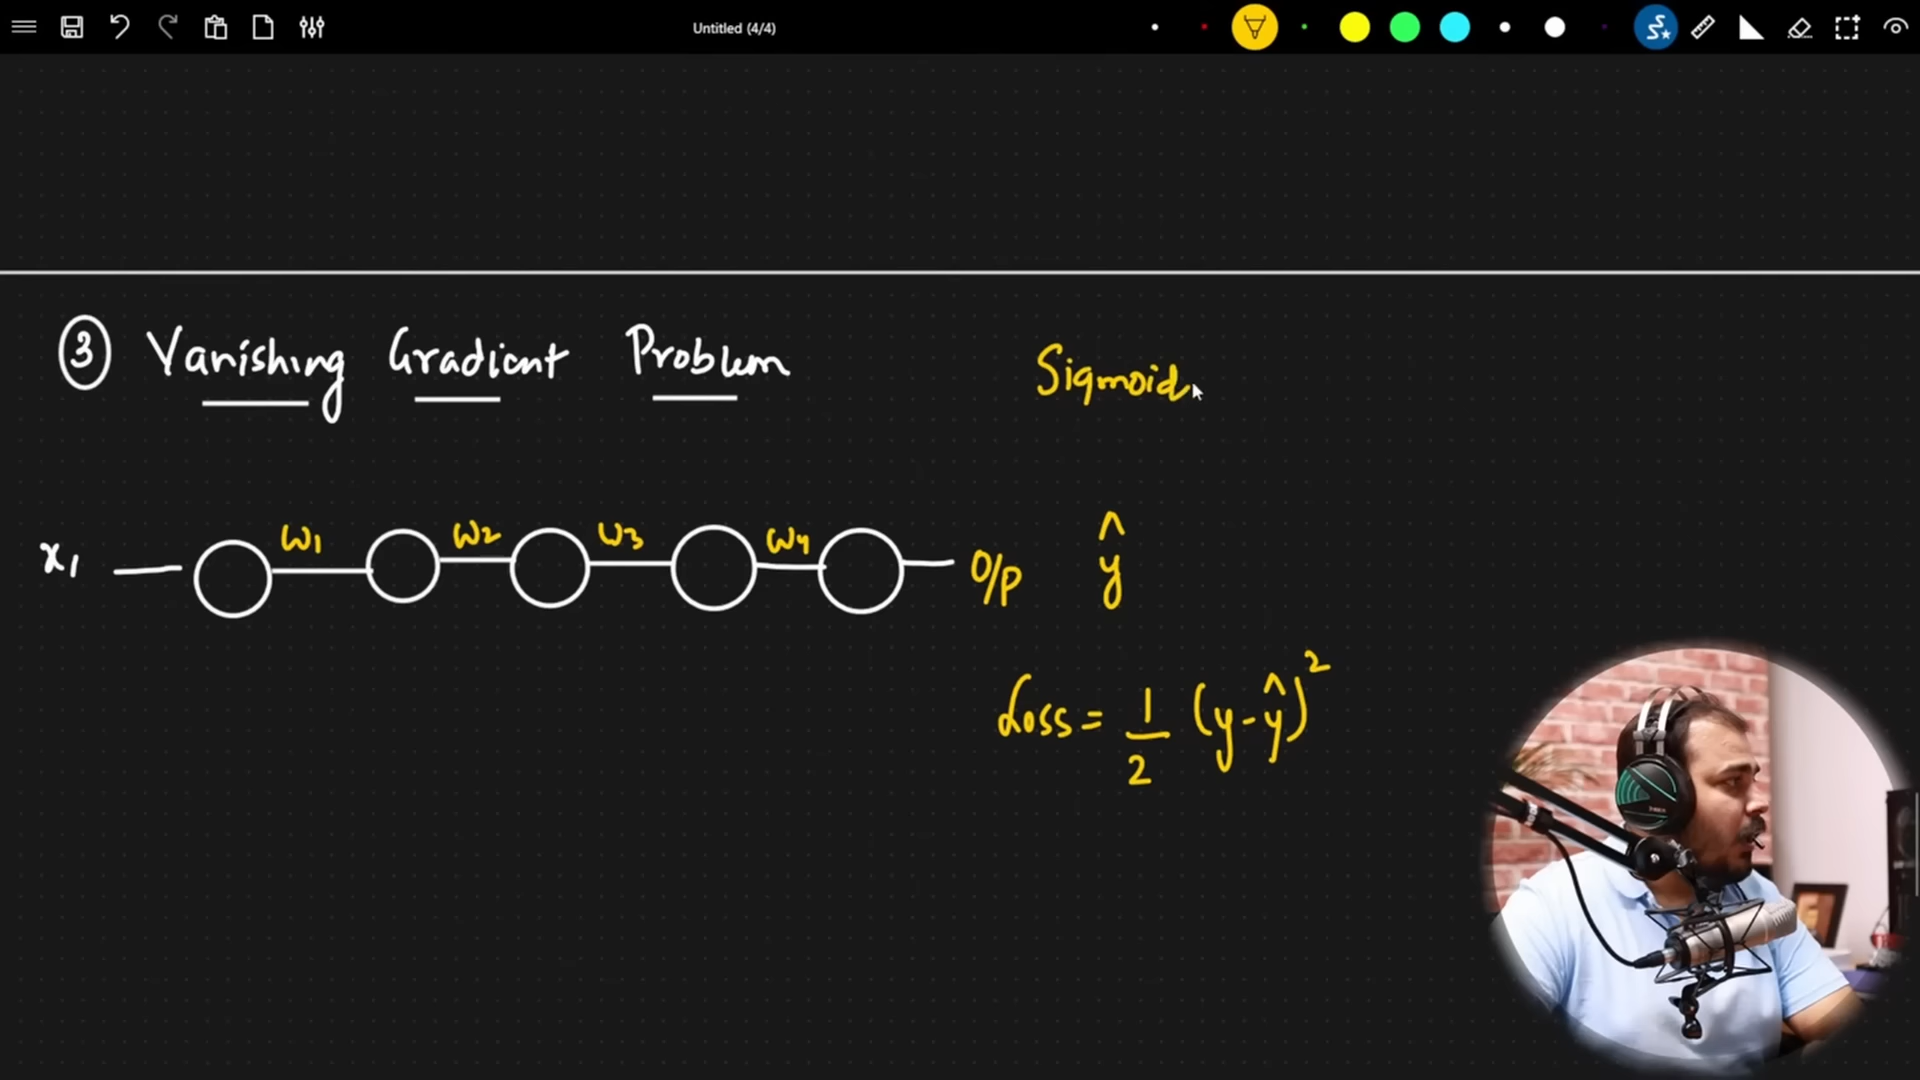 Untitled (4/4)
③ Vanishing Gradient Problem
Sigmoid
x₁ w₁ w₂ w₃ w₄ O/P ŷ
Loss = 1/2 (y-ŷ)²